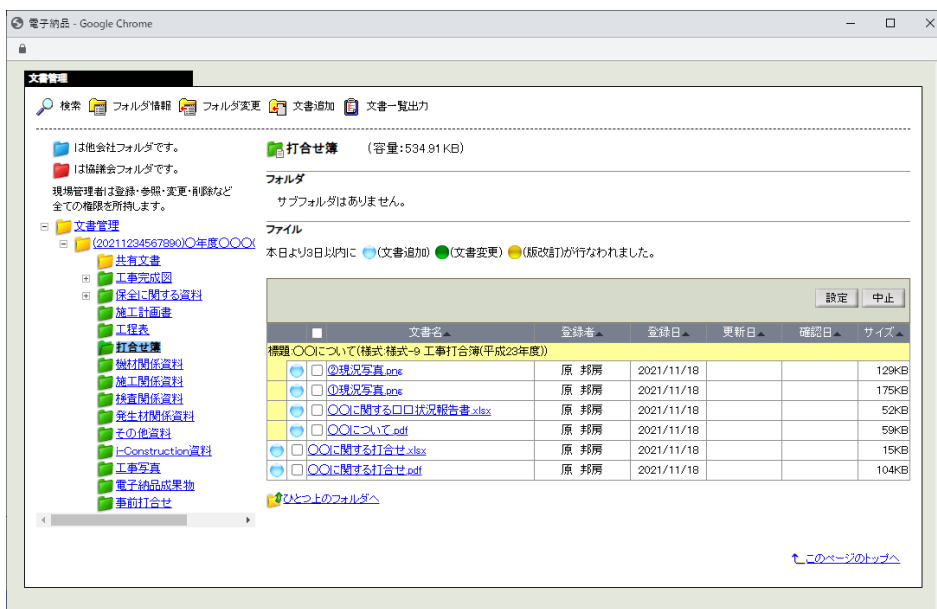 電子納品 - Google Chrome
文書管理
検索 フォルダ情報 フォルダ変更 文書追加 文書一覧出力
は他会社フォルダです。
は協議会フォルダです。
現場管理者は登録・参照・変更・削除など
全ての権限を所持します。
文書管理
(20211234567890)〇年度〇〇〇(
共有文書
工事完成図
保全に関する資料
施工計画書
工程表
打合せ簿
機材関係資料
施工関係資料
検査関係資料
発生材関係資料
その他資料
i-Construction資料
工事写真
電子納品成果物
事前打合せ
打合せ簿 (容量:534.91 KB)
フォルダ
サブフォルダはありません。
ファイル
本日より3日以内に (文書追加) (文書変更) (版改訂)が行なわれました。
設定 中止
文書名▲ 登録者▲ 登録日▲ 更新日▲ 確認日▲ サイズ▲
標題:〇〇について(様式:様式-9 工事打合簿(平成23年度))
②現況写真.png 原 邦房 2021/11/18 129KB
①現況写真.png 原 邦房 2021/11/18 175KB
〇〇に関する口口状況報告書.xlsx 原 邦房 2021/11/18 52KB
〇〇について.pdf 原 邦房 2021/11/18 59KB
〇〇に関する打合せ.xlsx 原 邦房 2021/11/18 15KB
〇〇に関する打合せ.pdf 原 邦房 2021/11/18 104KB
ひとつ上のフォルダへ
このページのトップへ